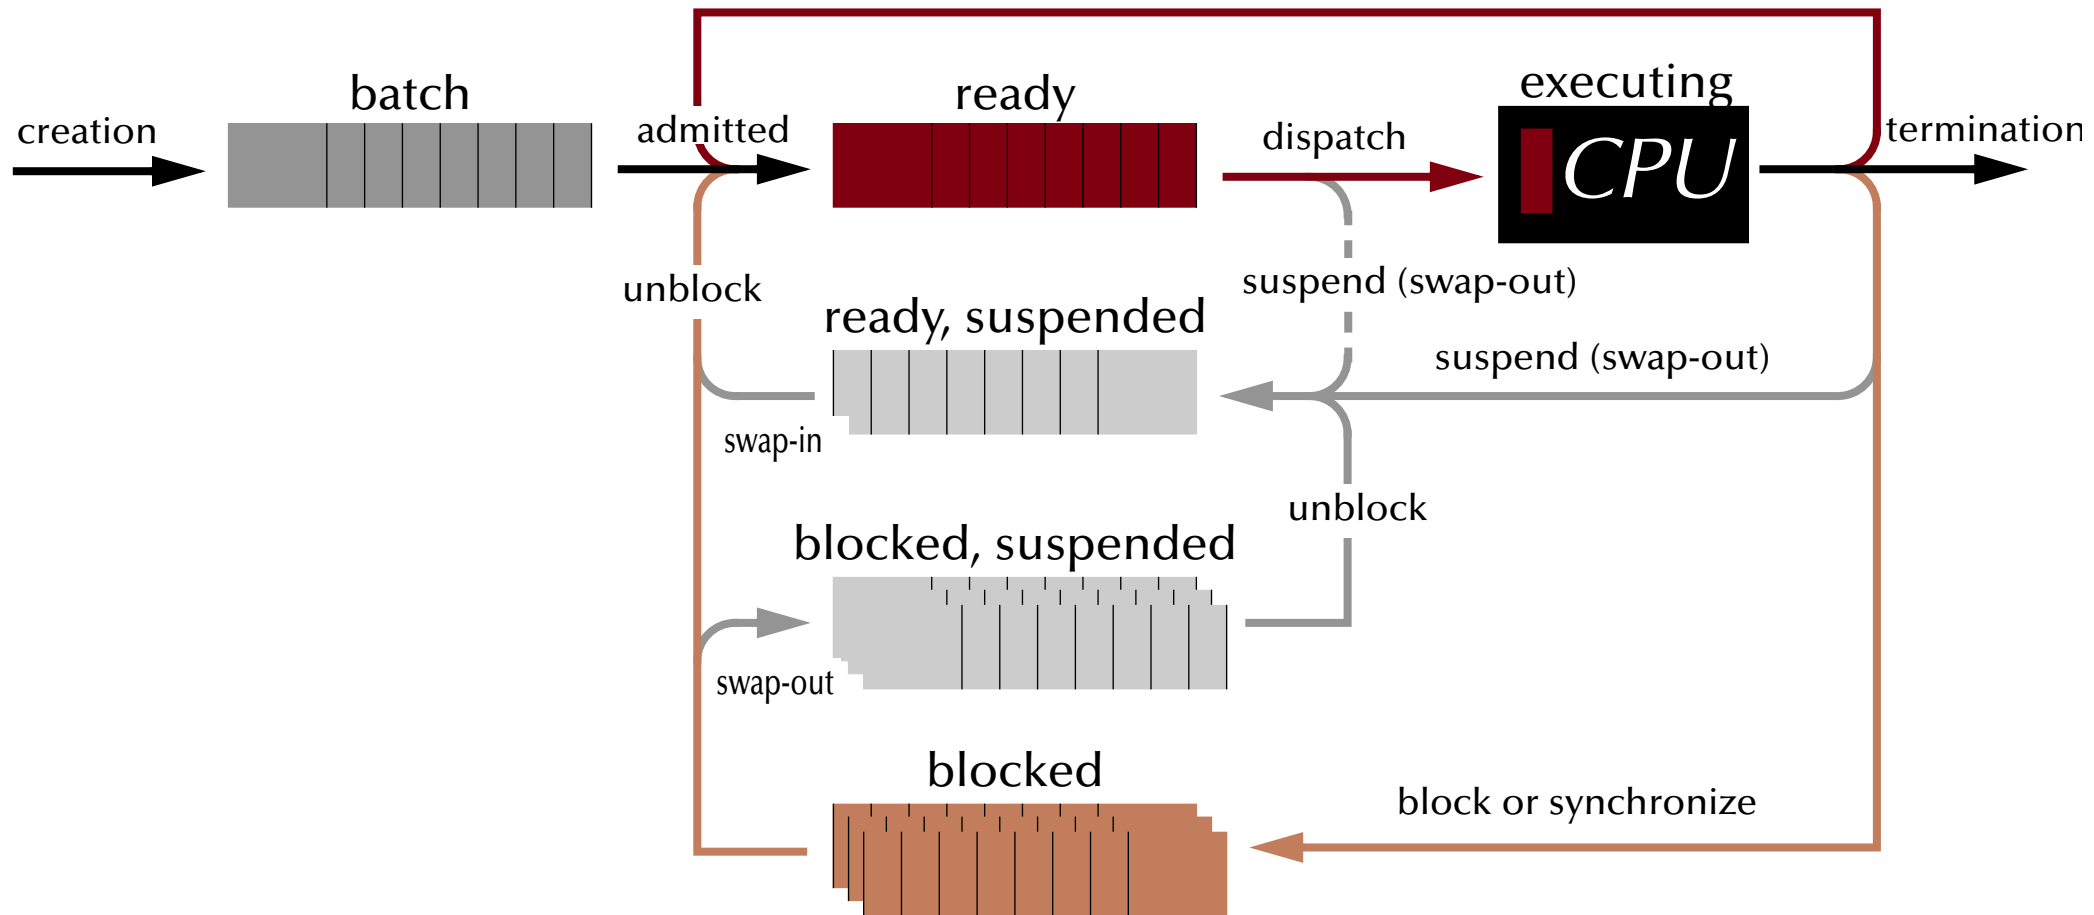 executing
batch
ready
creation
admitted
dispatch
CPU
termination
unblock
suspend (swap-out)
ready, suspended
suspend (swap-out)
swap-in
unblock
blocked, suspended
swap-out
blocked
block or synchronize